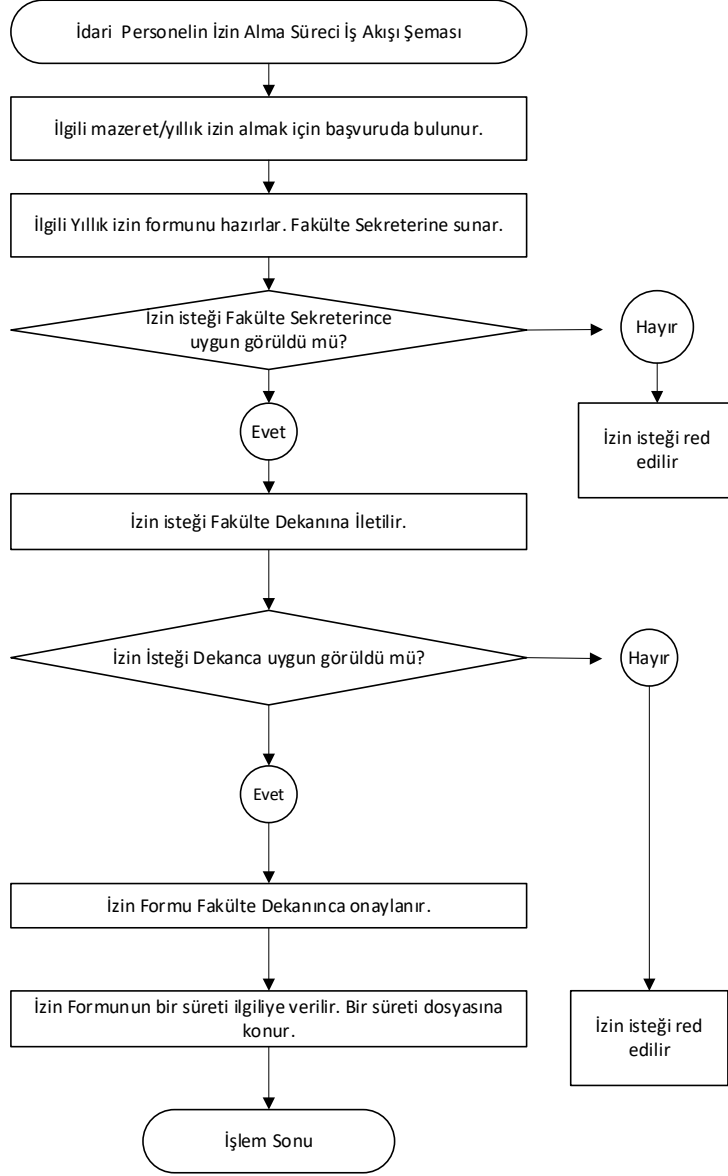 İdari Personelin İzin Alma Süreci İş Akışı Şeması
İlgili mazeret/yıllık izin almak için başvuruda bulunur.
İlgili Yıllık izin formunu hazırlar. Fakülte Sekreterine sunar.
İzin isteği Fakülte Sekreterince
uygun görüldü mü?
Hayır
Evet
İzin isteği red
edilir
İzin isteği Fakülte Dekanına İletilir.
İzin İsteği Dekanca uygun görüldü mü?
Hayır
Evet
İzin Formu Fakülte Dekanınca onaylanır.
İzin Formunun bir süreti ilgiliye verilir. Bir süreti dosyasına
konur.
İzin isteği red
edilir
İşlem Sonu